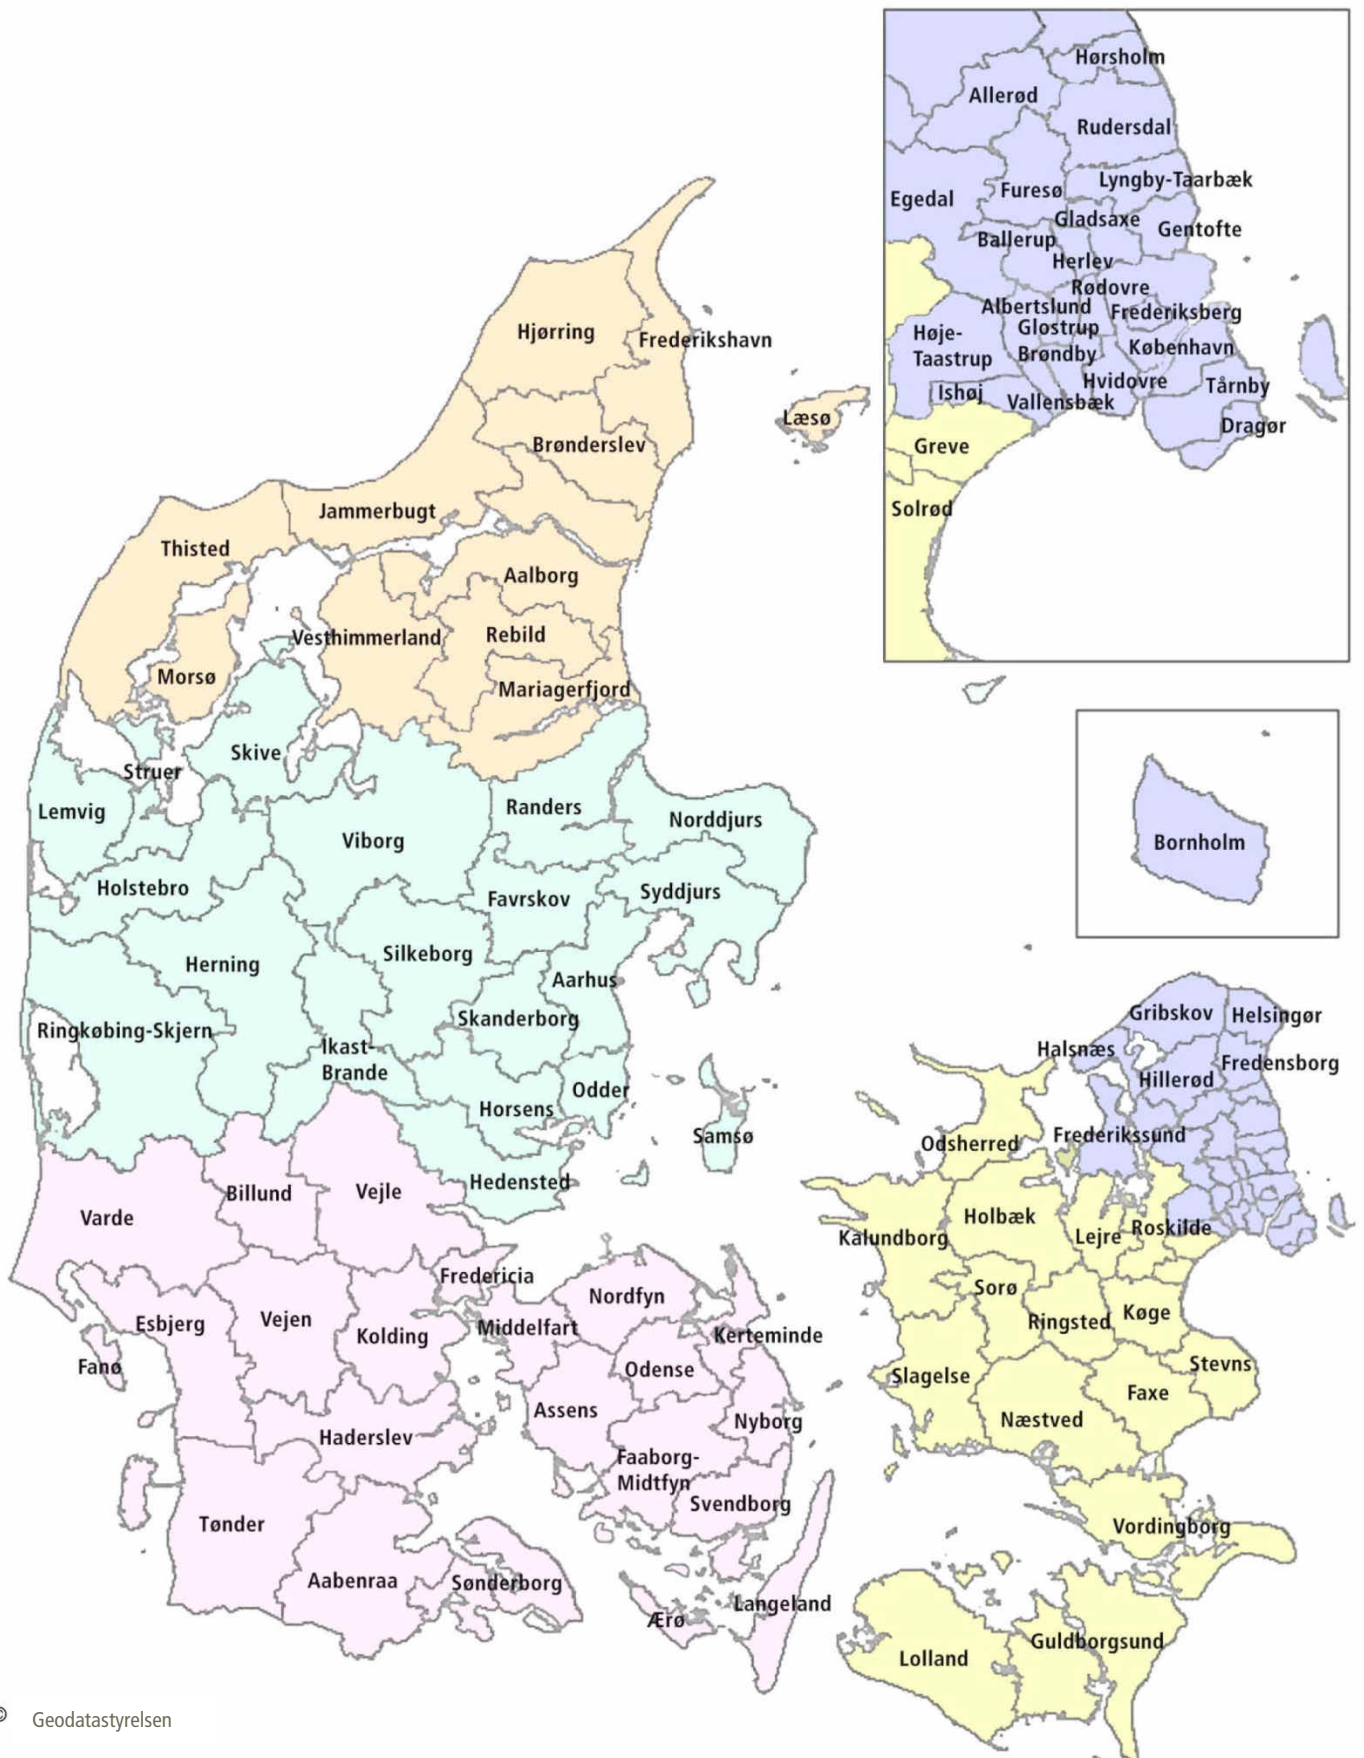 Hørsholm
Allerød
Rudersdal
Lyngby-Taarbæk
Egedal
Furesø
Gladsaxe
Gentofte
Ballerup
Herlev
Rødovre
Albertslund
Frederiksberg
Glostrup
Høje-
Taastrup
Brøndby
København
Hvidovre
Tårnby
Ishøj
Vallensbæk
Dragør
Greve
Solrød
Hjørring
Frederikshavn
Læsø
Brønderslev
Jammerbugt
Thisted
Aalborg
Vesthimmerland
Rebild
Morsø
Mariagerfjord
Skive
Struer
Lemvig
Randers
Norddjurs
Viborg
Holstebro
Favrskov
Syddjurs
Silkeborg
Herning
Aarhus
Skanderborg
Ringkøbing-Skjern
Ikast-
Brande
Odder
Horsens
Samsø
Hedensted
Bornholm
Gribskov
Helsingør
Halsnæs
Fredensborg
Hillerød
Frederikssund
Odsherred
Holbæk
Kalundborg
Lejre
Roskilde
Sorø
Ringsted
Køge
Stevns
Slagelse
Faxe
Næstved
Vordingborg
Guldborgsund
Lolland
Billund
Vejle
Varde
Fredericia
Nordfyn
Esbjerg
Vejen
Kolding
Middelfart
Kerteminde
Fanø
Odense
Assens
Nyborg
Haderslev
Faaborg-
Midtfyn
Svendborg
Tønder
Aabenraa
Sønderborg
Langeland
Ærø
© Geodatastyrelsen